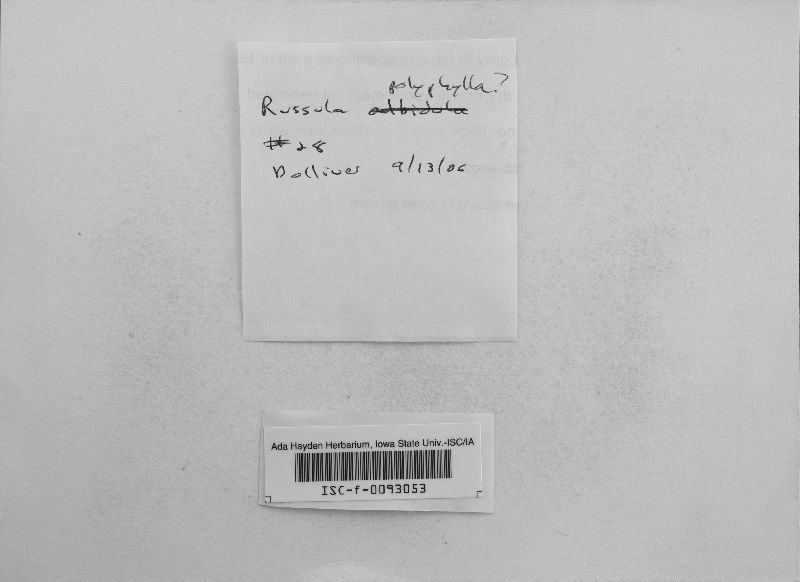 polyphylla?
Russula albidula
#28
Dolliver 9/13/06
Ada Hayden Herbarium, Iowa State Univ.-ISC/IA
ISC-f-0093053